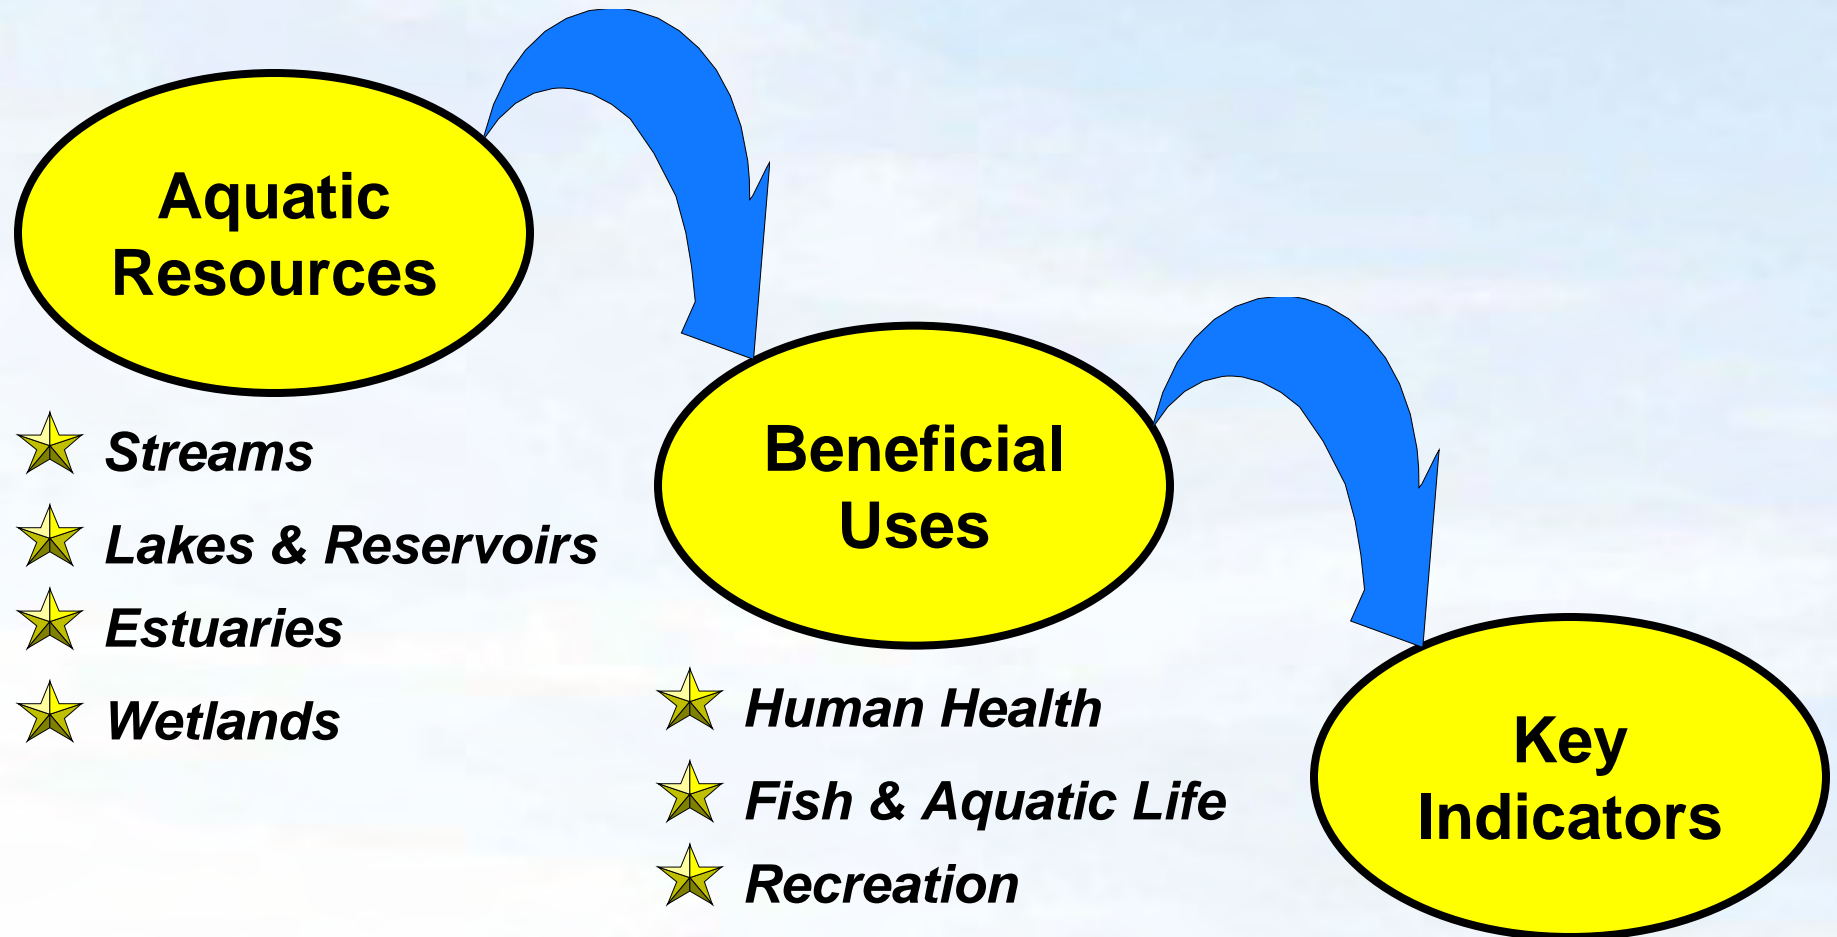 Aquatic
Resources
Streams
Lakes & Reservoirs
Estuaries
Wetlands
Beneficial
Uses
Human Health
Fish & Aquatic Life
Recreation
Key
Indicators